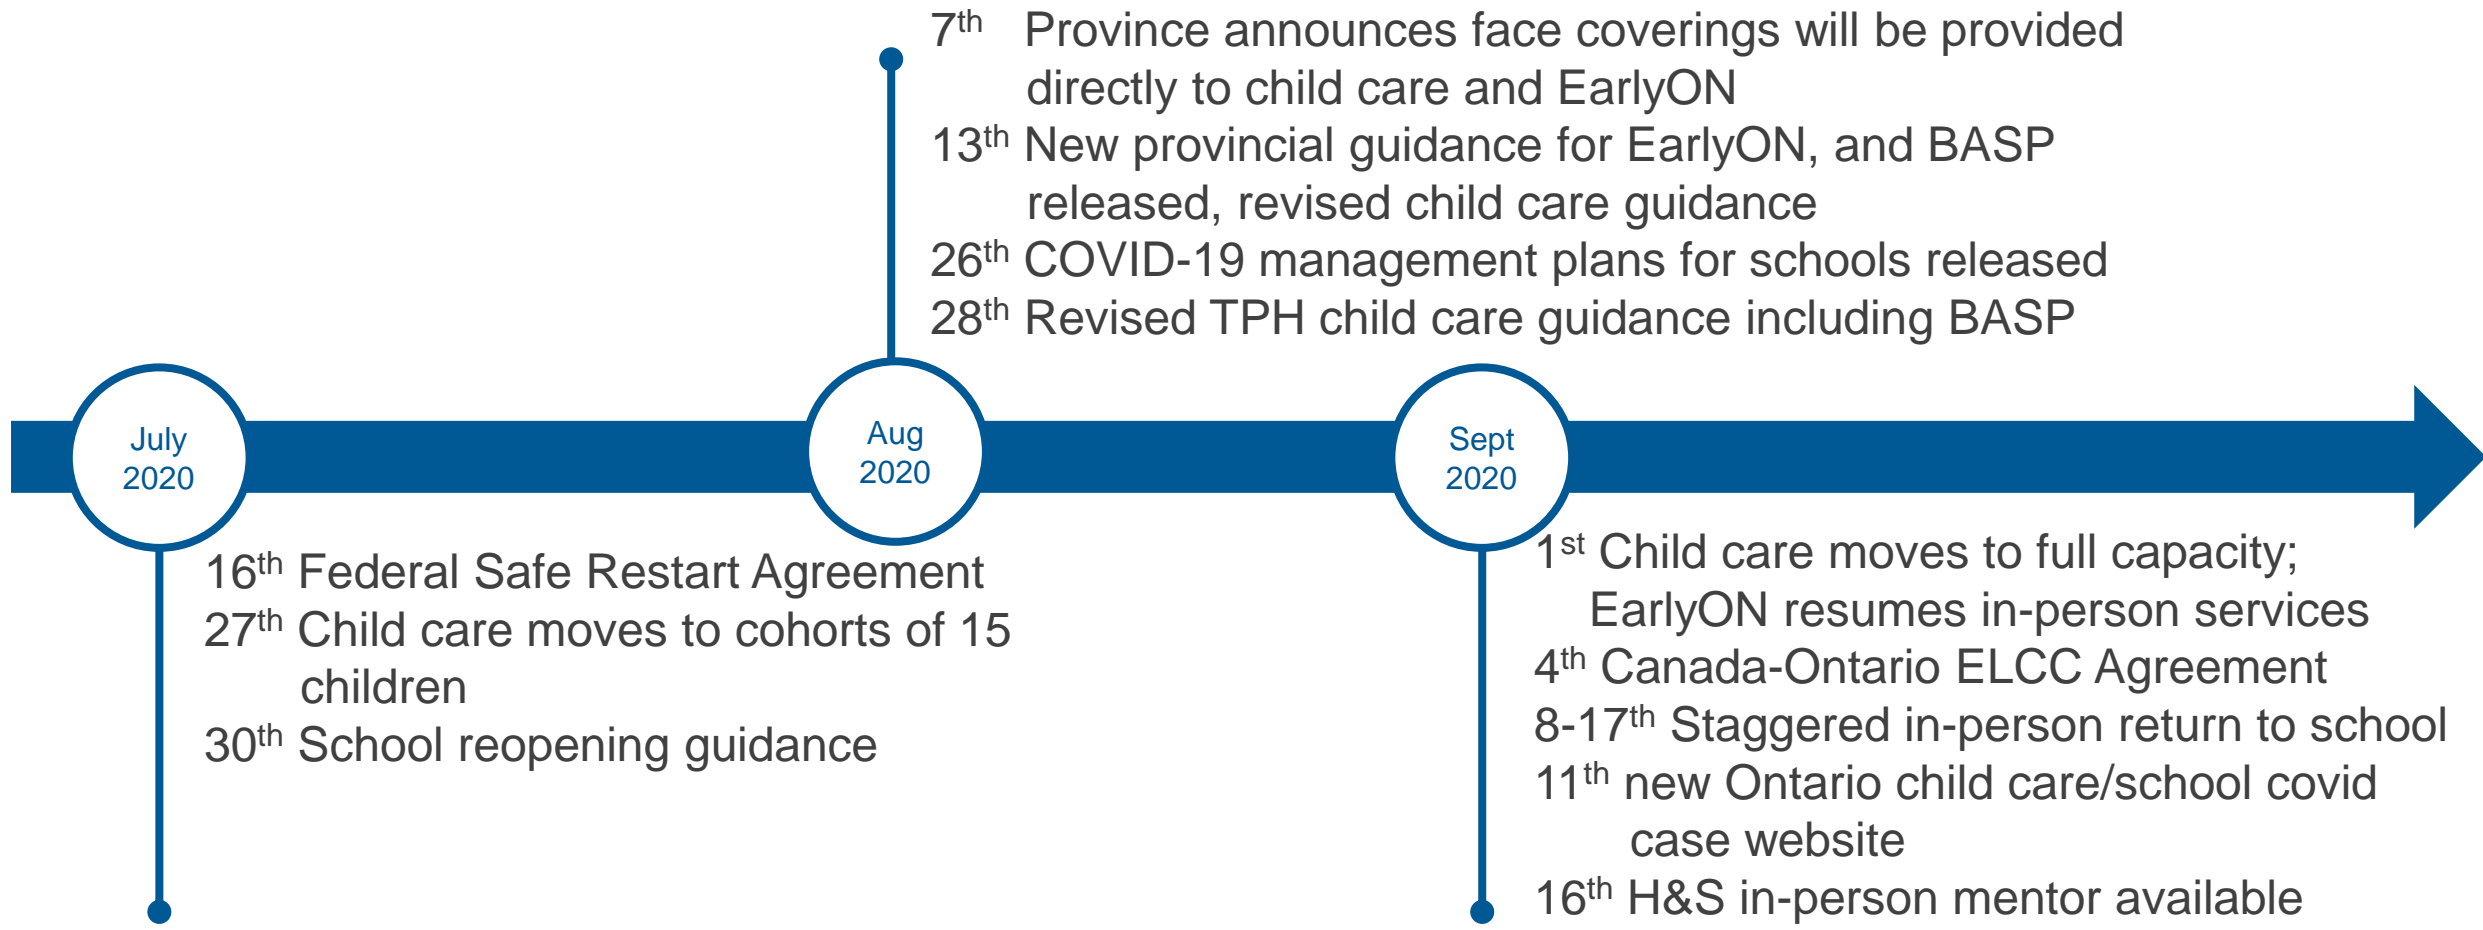 7th Province announces face coverings will be provided
directly to child care and EarlyON
13th New provincial guidance for EarlyON, and BASP
released, revised child care guidance
26th COVID-19 management plans for schools released
28th Revised TPH child care guidance including BASP
July
2020
Aug
2020
Sept
2020
16th Federal Safe Restart Agreement
27th Child care moves to cohorts of 15
children
30th School reopening guidance
1st Child care moves to full capacity;
EarlyON resumes in-person services
4th Canada-Ontario ELCC Agreement
8-17th Staggered in-person return to school
11th new Ontario child care/school covid
case website
16th H&S in-person mentor available